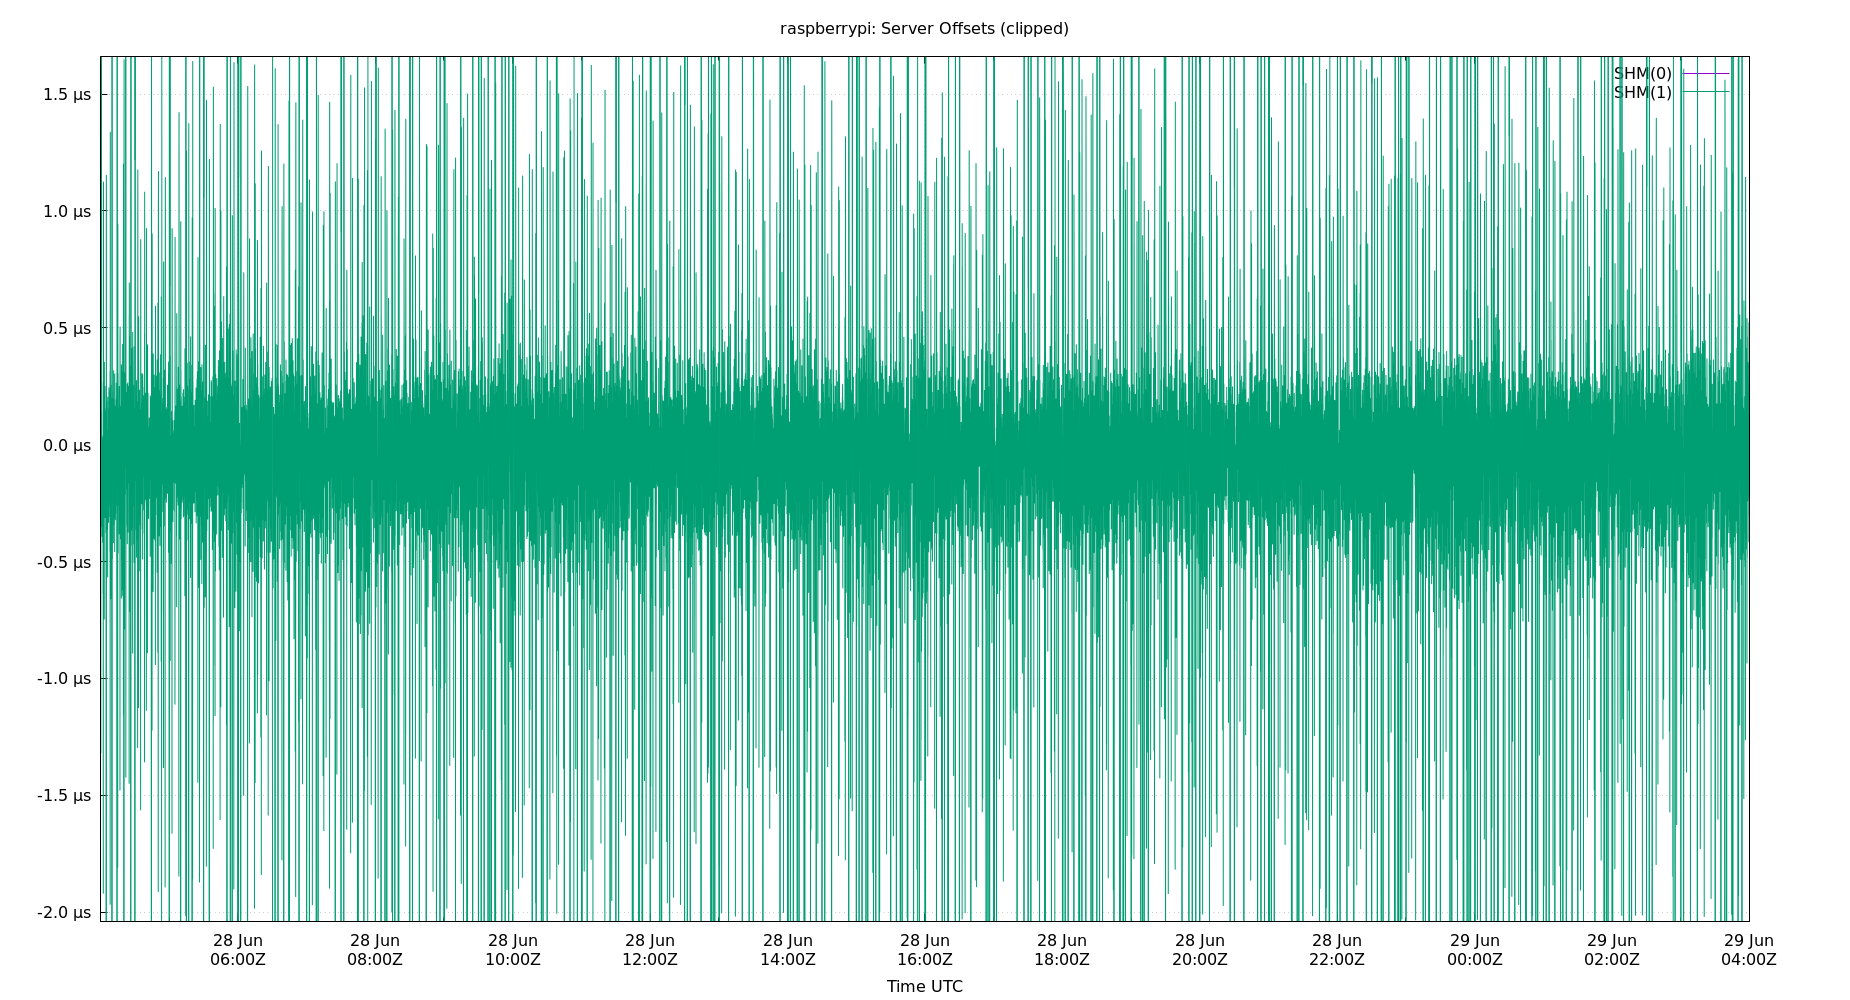 raspberrypi: Server Offsets (clipped)
SHM(0)
SHM(1)
1.5 µs
1.0 µs
0.5 µs
0.0 µs
-0.5 µs
-1.0 µs
-1.5 µs
-2.0 µs
28 Jun 28 Jun 28 Jun 28 Jun 28 Jun 28 Jun 28 Jun 28 Jun 28 Jun 29 Jun 29 Jun 29 Jun
06:00Z 08:00Z 10:00Z 12:00Z 14:00Z 16:00Z 18:00Z 20:00Z 22:00Z 00:00Z 02:00Z 04:00Z
Time UTC